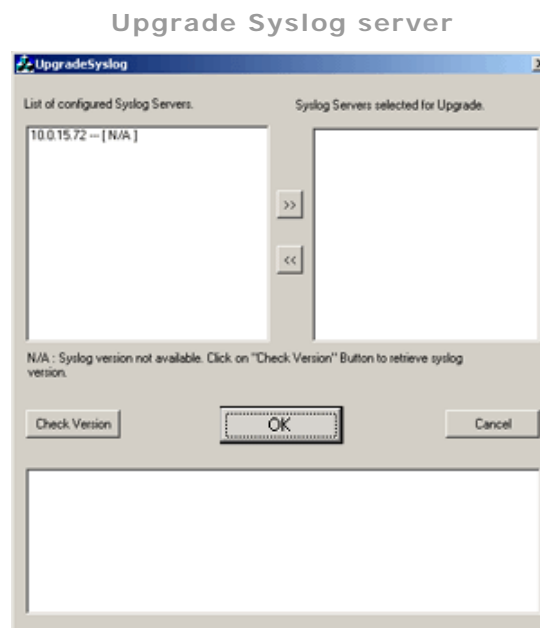 Upgrade Syslog server
UpgradeSyslog
List of configured Syslog Servers.
Syslog Servers selected for Upgrade.
10.0.15.72 --- [ N/A ]
>>
<<
N/A : Syslog version not available. Click on "Check Version" Button to retrieve syslog
version.
Check Version
OK
Cancel